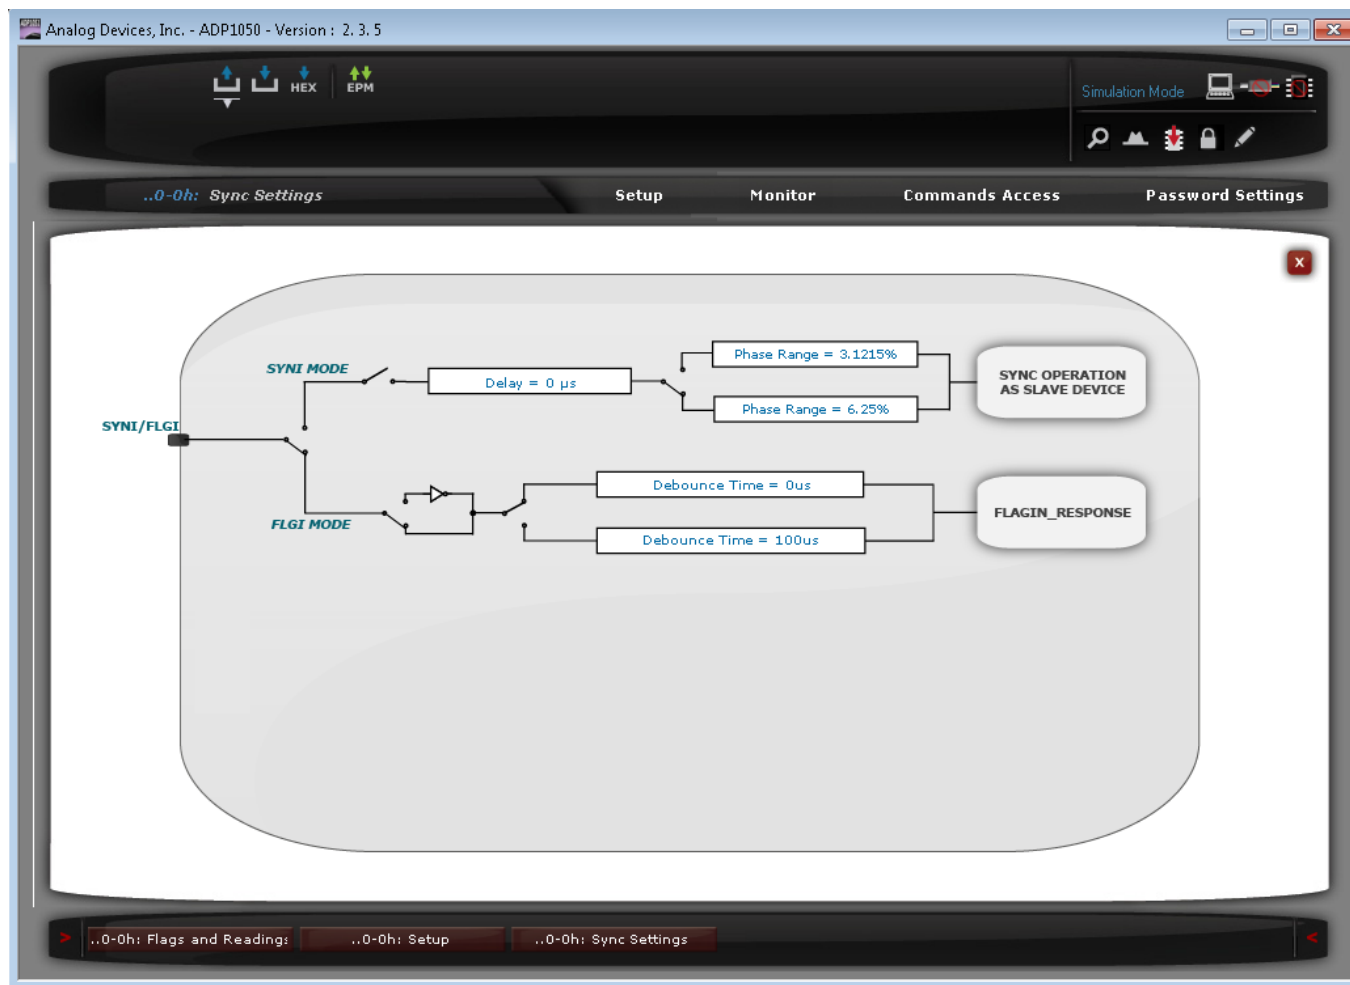 Analog Devices, Inc. - ADP1050 - Version : 2. 3. 5
HEX
EPM
Simulation Mode
..0-0h: Sync Settings
Setup
Monitor
Commands Access
Password Settings
X
SYNI MODE
Phase Range = 3.1215%
Delay = 0 µs
SYNC OPERATION
AS SLAVE DEVICE
Phase Range = 6.25%
SYNI/FLGI
Debounce Time = 0us
FLGI MODE
FLAGIN_RESPONSE
Debounce Time = 100us
> ..0-0h: Flags and Readings
..0-0h: Setup
..0-0h: Sync Settings
<